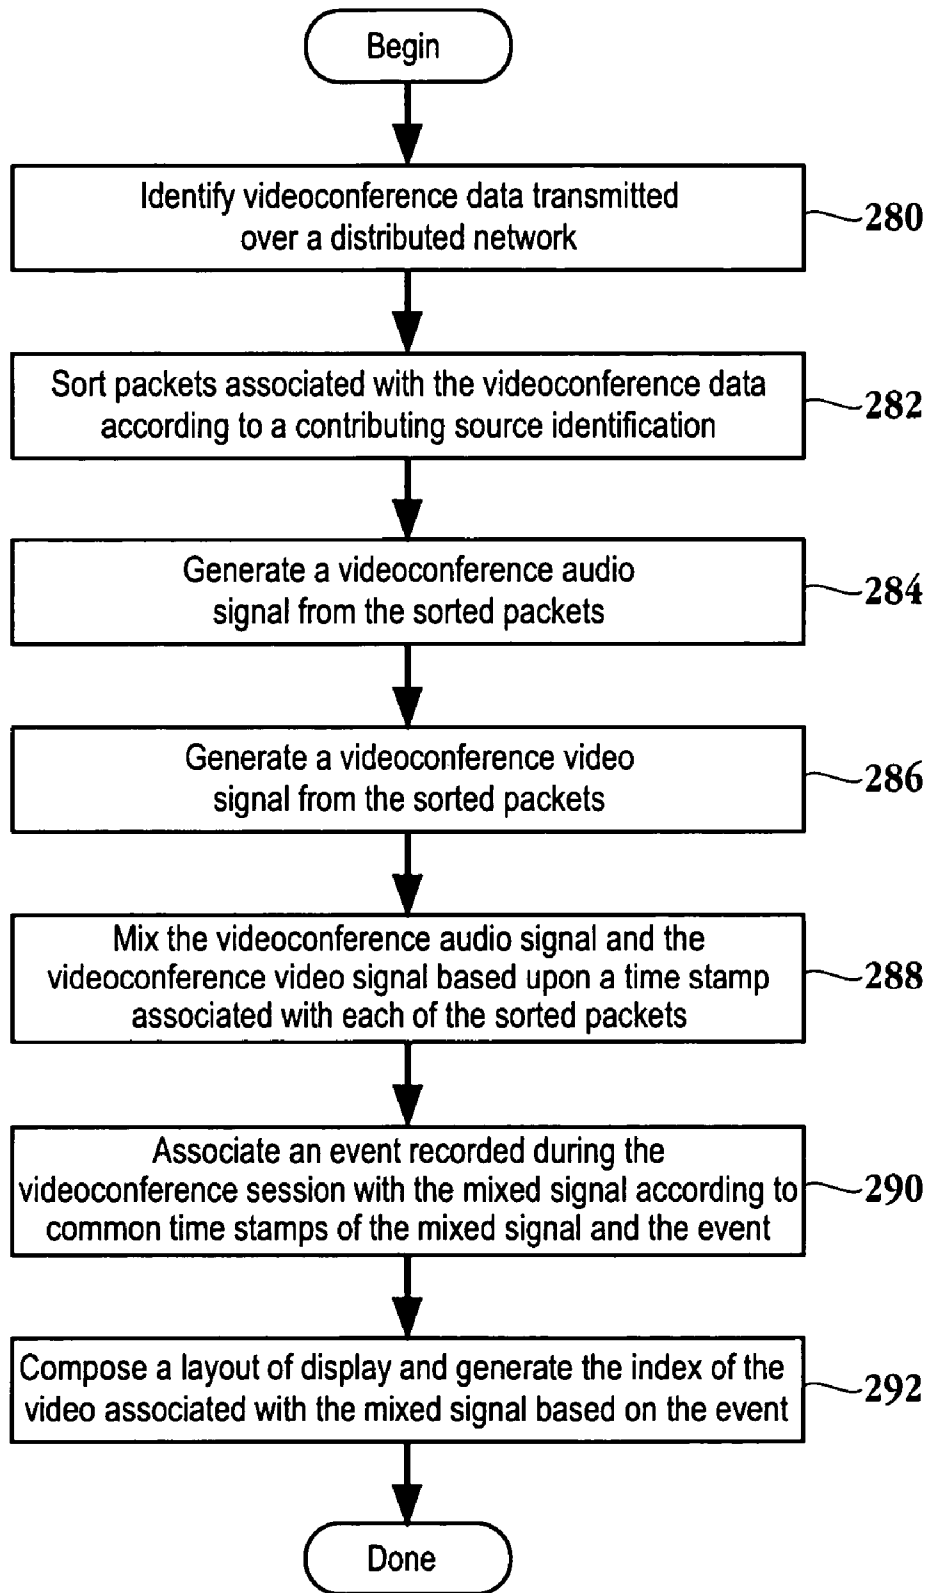 Begin
Identify videoconference data transmitted
over a distributed network
280
Sort packets associated with the videoconference data
according to a contributing source identification
282
Generate a videoconference audio
signal from the sorted packets
284
Generate a videoconference video
signal from the sorted packets
286
Mix the videoconference audio signal and the
videoconference video signal based upon a time stamp
associated with each of the sorted packets
288
Associate an event recorded during the
videoconference session with the mixed signal according to
common time stamps of the mixed signal and the event
290
Compose a layout of display and generate the index of the
video associated with the mixed signal based on the event
292
Done